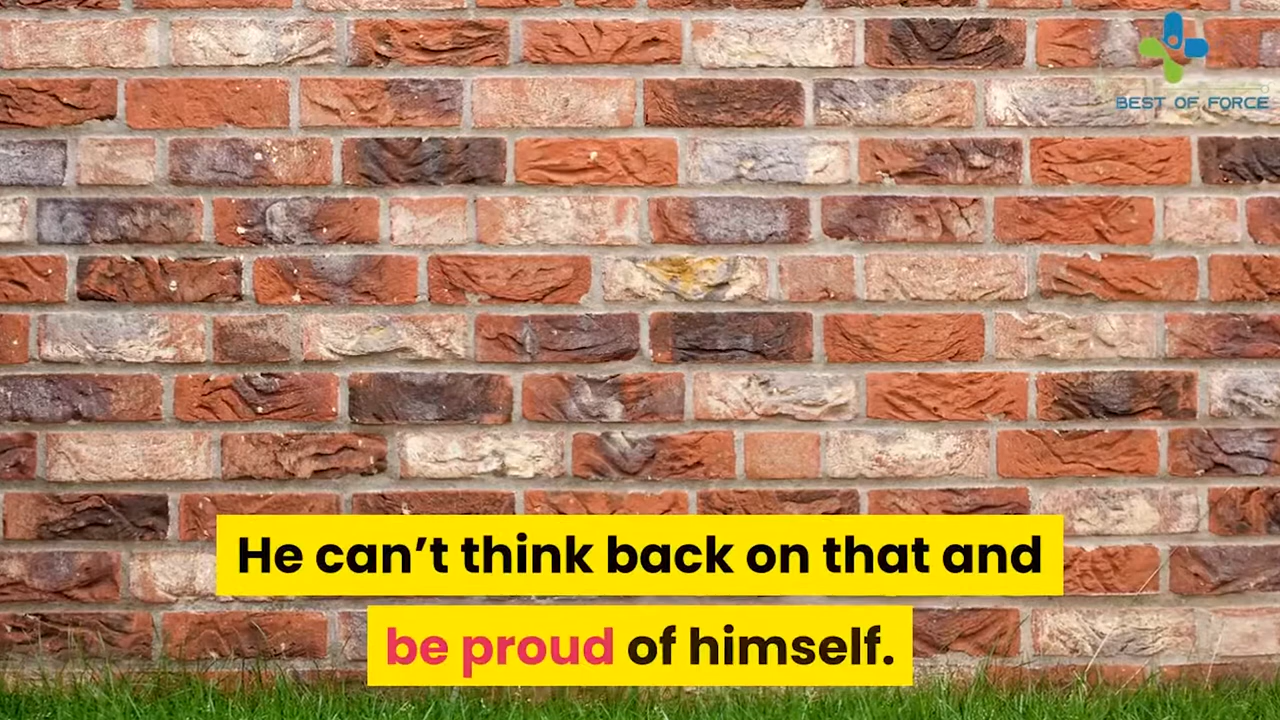 BEST OF FORCE
He can't think back on that and
be proud of himself.